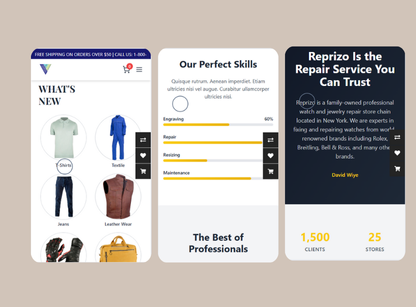 FREE SHIPPING ON ORDERS OVER $50 | CALL US: 1-800-
0
WHAT'S
NEW
T-Shirts
Textile
Jeans
Leather Wear
Our Perfect Skills
Quisque rutrum. Aenean imperdiet. Etiam
ultricies nisi vel augue. Curabitur ullamcorper
ultricies nisi.
Engraving 60%
Repair
Resizing
Maintenance
The Best of
Professionals
Reprizo Is the
Repair Service You
Can Trust
Reprizo is a family-owned professional
watch and jewelry repair store chain
located in New York. We are experts in
fixing and repairing watches from world
renowned brands including Rolex,
Breitling, Bell & Ross, and many other
brands.
David Wiye
1,500
CLIENTS
25
STORES